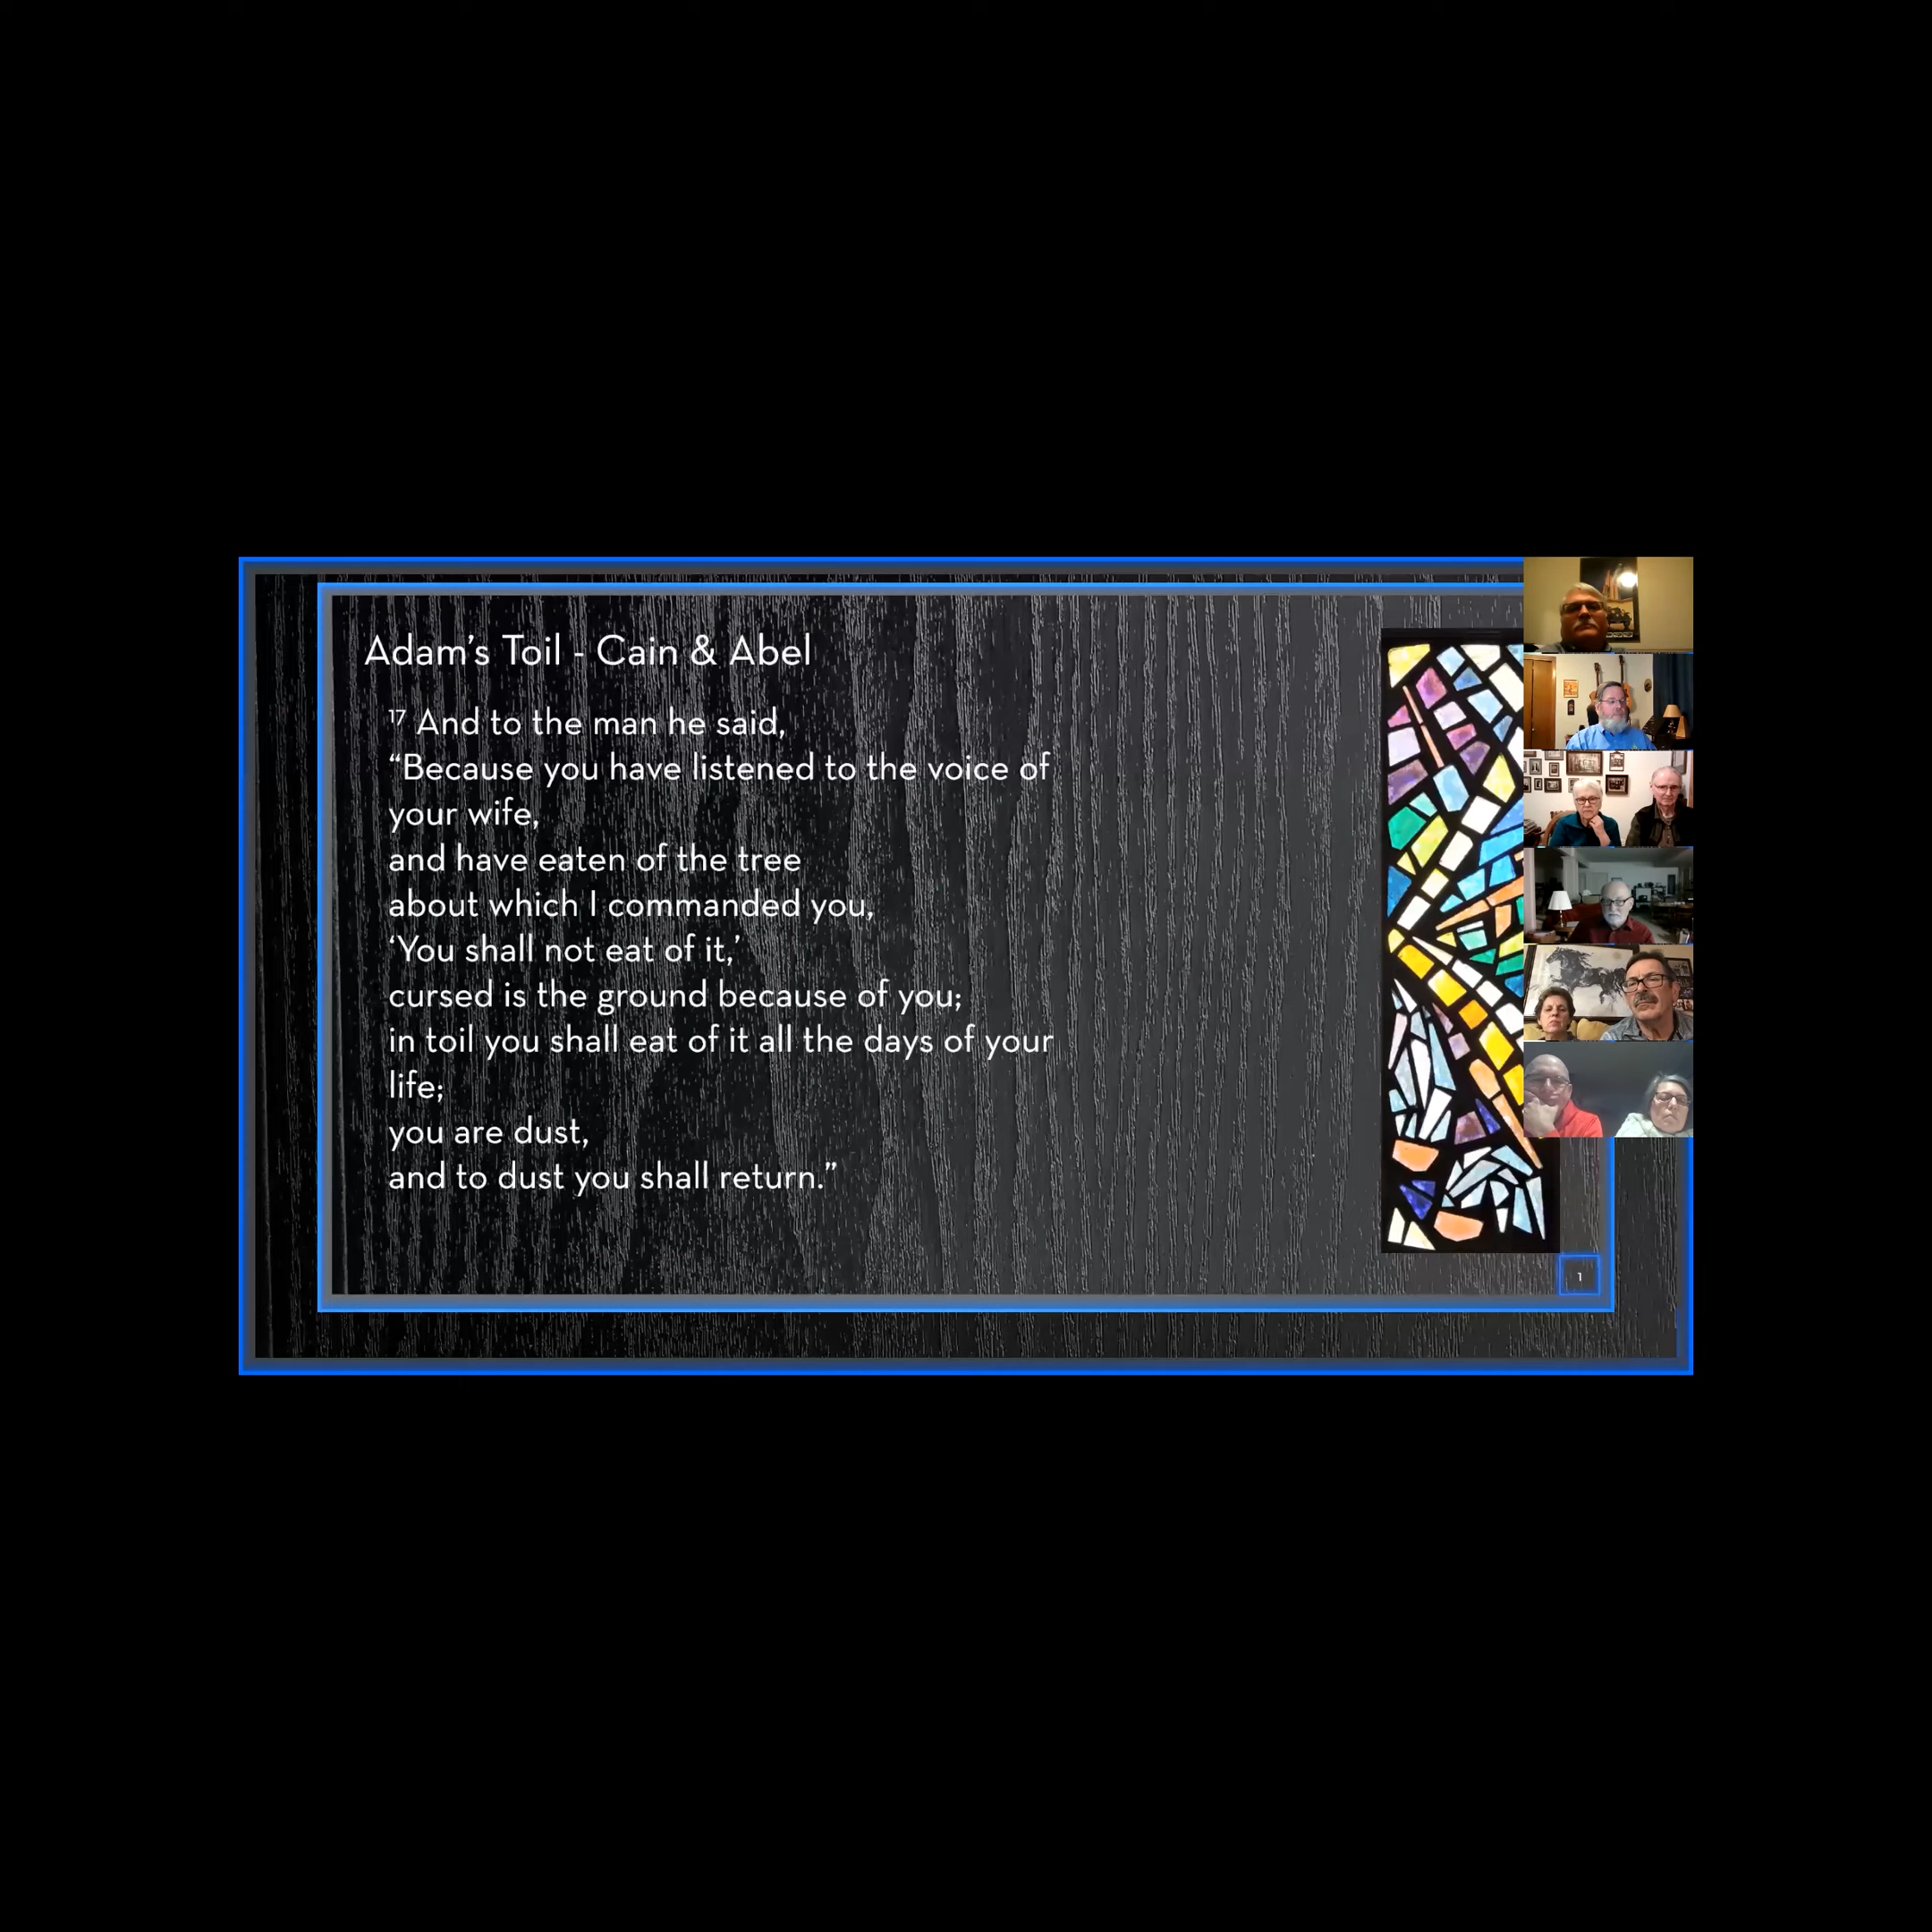 Adam’s Toil - Cain & Abel
17 And to the man he said,
“Because you have listened to the voice of
your wife,
and have eaten of the tree
about which I commanded you,
‘You shall not eat of it,’
cursed is the ground because of you;
in toil you shall eat of it all the days of your
life;
you are dust,
and to dust you shall return.”
1